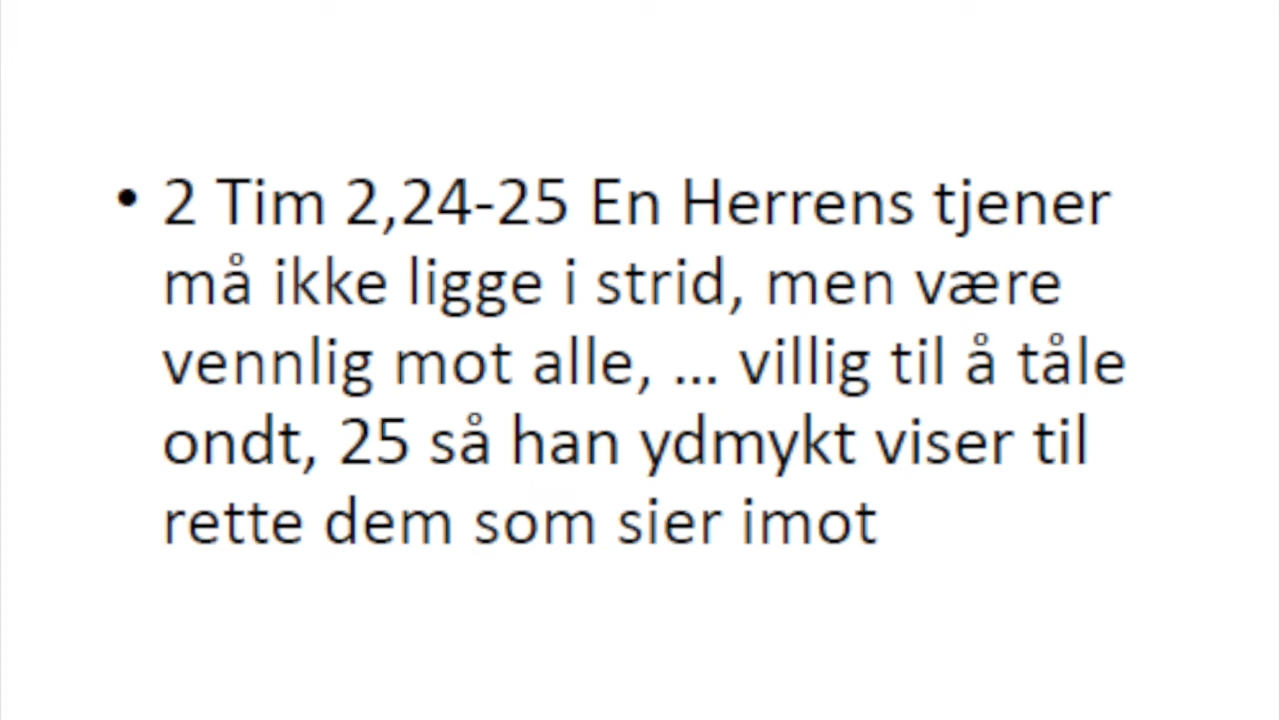 • 2 Tim 2,24-25 En Herrens tjener
må ikke ligge i strid, men være
vennlig mot alle, ... villig til å tåle
ondt, 25 så han ydmykt viser til
rette dem som sier imot